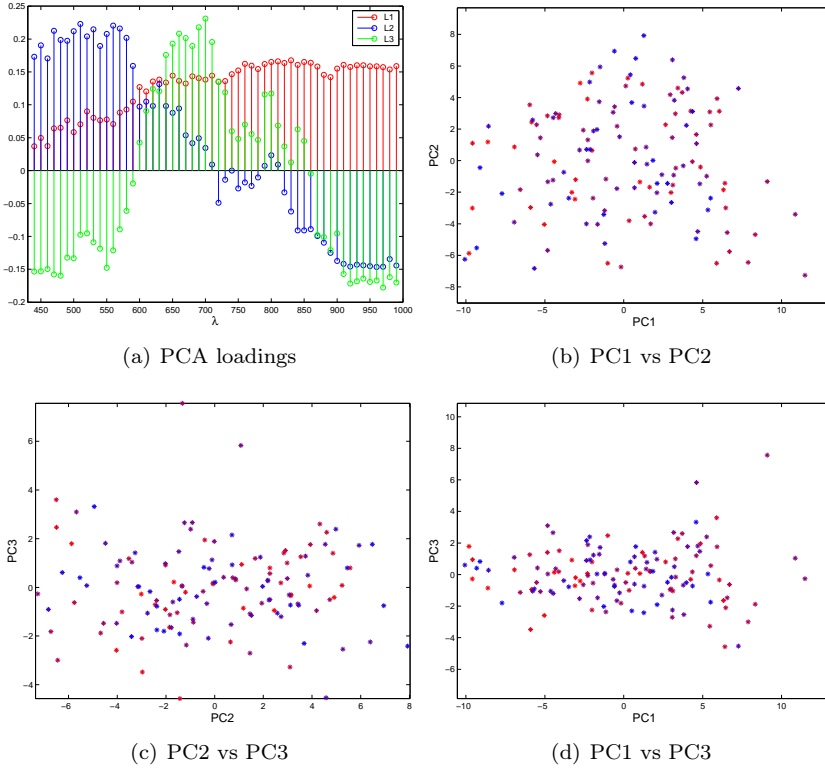 0.25
0.2
0.15
0.1
0.05
0
−0.05
−0.1
−0.15
−0.2
450 500 550 600 650 700 750 800 850 900 950 1000
λ
L1
L2
L3
(a) PCA loadings
8
6
4
2
0
−2
−4
−6
−8
PC2
−10 −5 0 5 10
PC1
(b) PC1 vs PC2
6
4
2
0
−2
−4
PC3
−6 −4 −2 0 2 4 6 8
PC2
(c) PC2 vs PC3
10
8
6
4
2
0
−2
−4
−6
PC3
−10 −5 0 5 10
PC1
(d) PC1 vs PC3